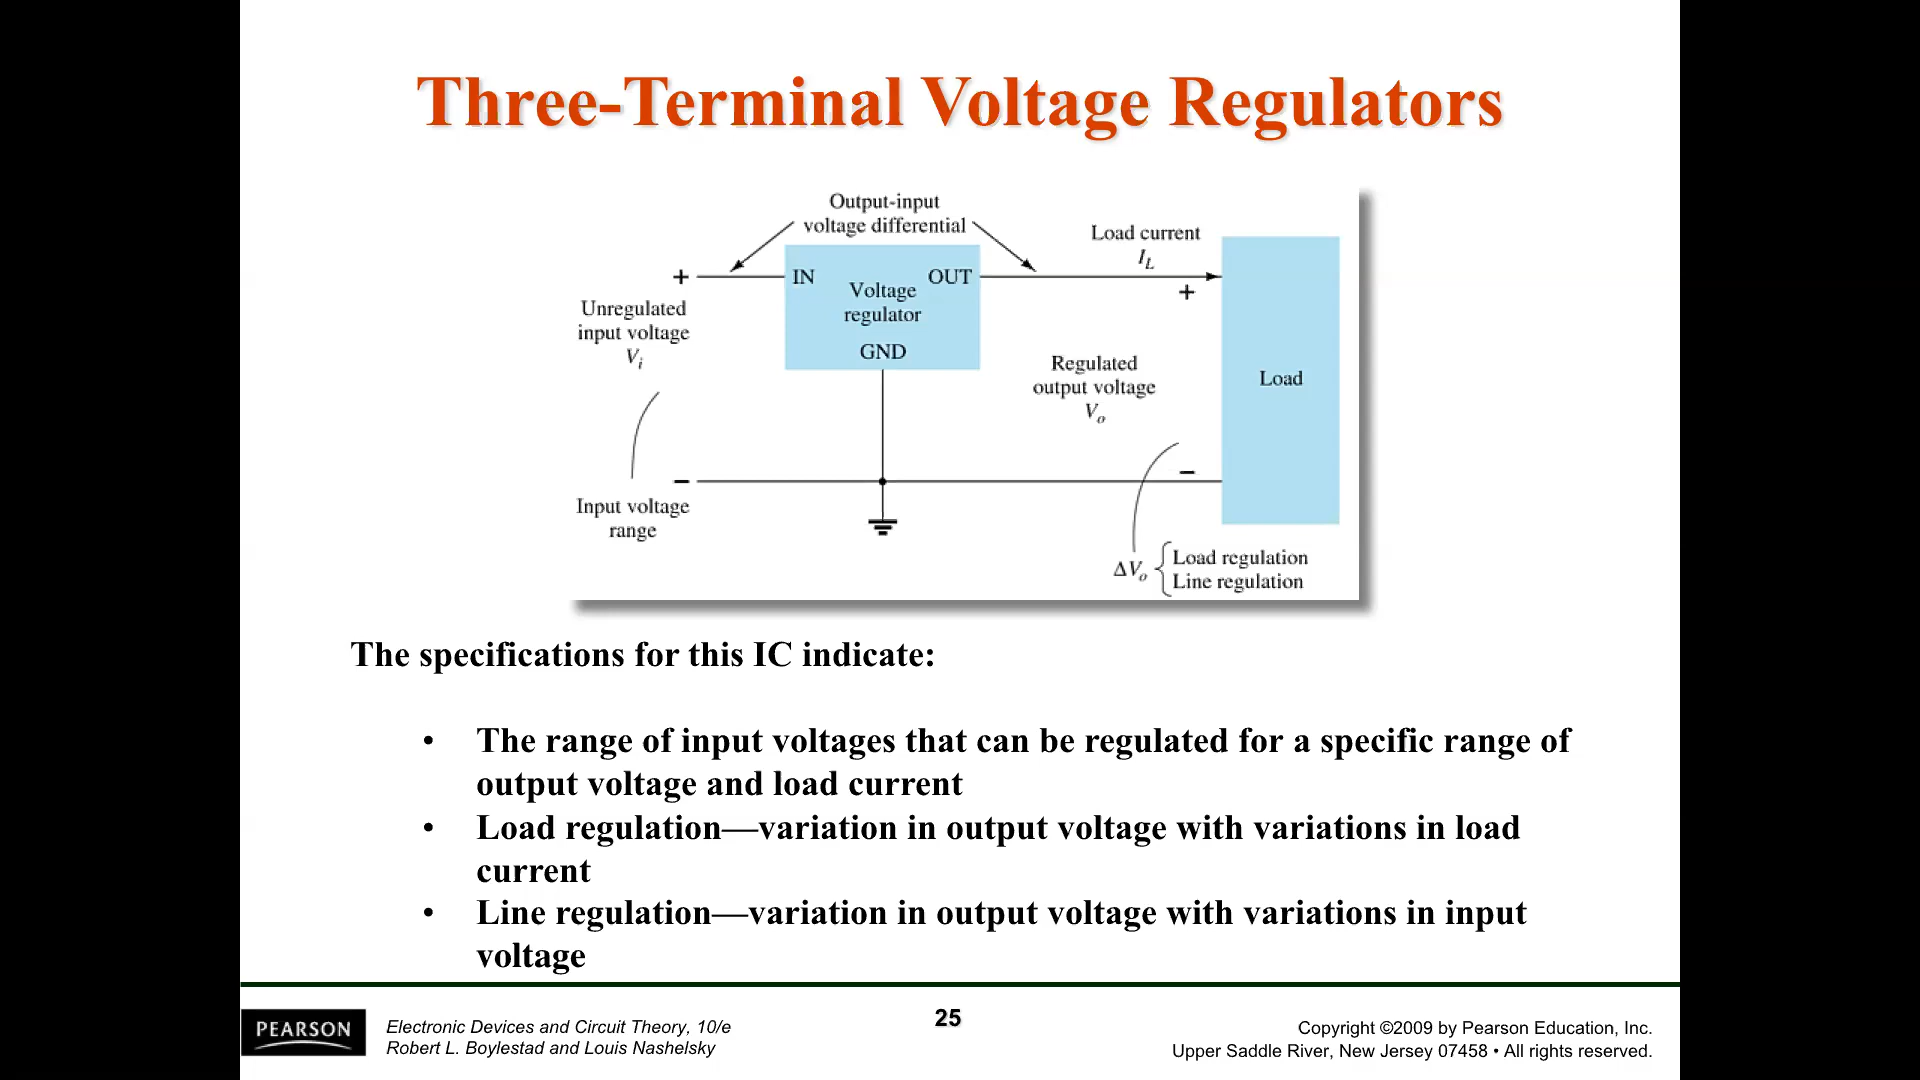 Three-Terminal Voltage Regulators
Output-input
voltage differential
Load current
I_L
+
IN
OUT
+
Voltage
regulator
GND
Unregulated
input voltage
V_i
Regulated
output voltage
V_o
Load
−
−
Input voltage
range
ΔV_o { Load regulation
Line regulation
The specifications for this IC indicate:
• The range of input voltages that can be regulated for a specific range of
output voltage and load current
• Load regulation—variation in output voltage with variations in load
current
• Line regulation—variation in output voltage with variations in input
voltage
PEARSON
Electronic Devices and Circuit Theory, 10/e
Robert L. Boylestad and Louis Nashelsky
25
Copyright ©2009 by Pearson Education, Inc.
Upper Saddle River, New Jersey 07458 • All rights reserved.